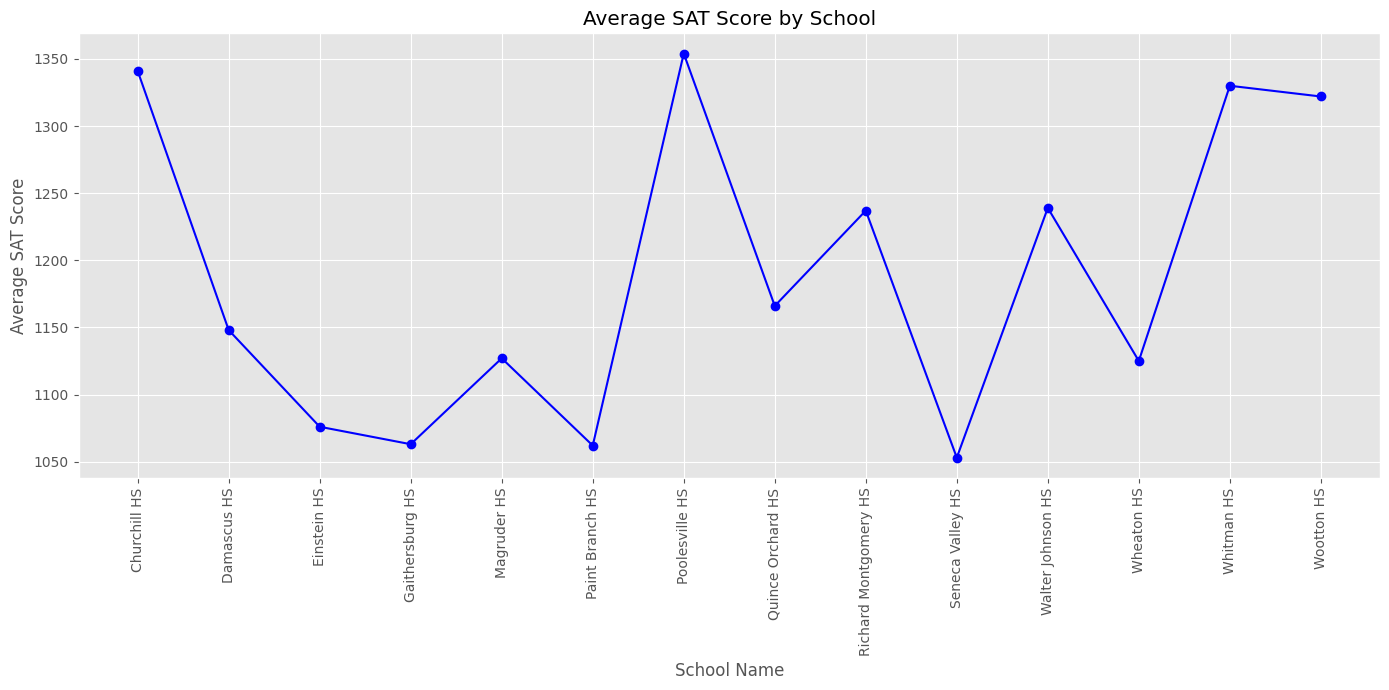 Average SAT Score by School
Average SAT Score
1350
1300
1250
1200
1150
1100
1050
Churchill HS
Damascus HS
Einstein HS
Gaithersburg HS
Magruder HS
Paint Branch HS
Poolesville HS
Quince Orchard HS
Richard Montgomery HS
Seneca Valley HS
Walter Johnson HS
Wheaton HS
Whitman HS
Wootton HS
School Name